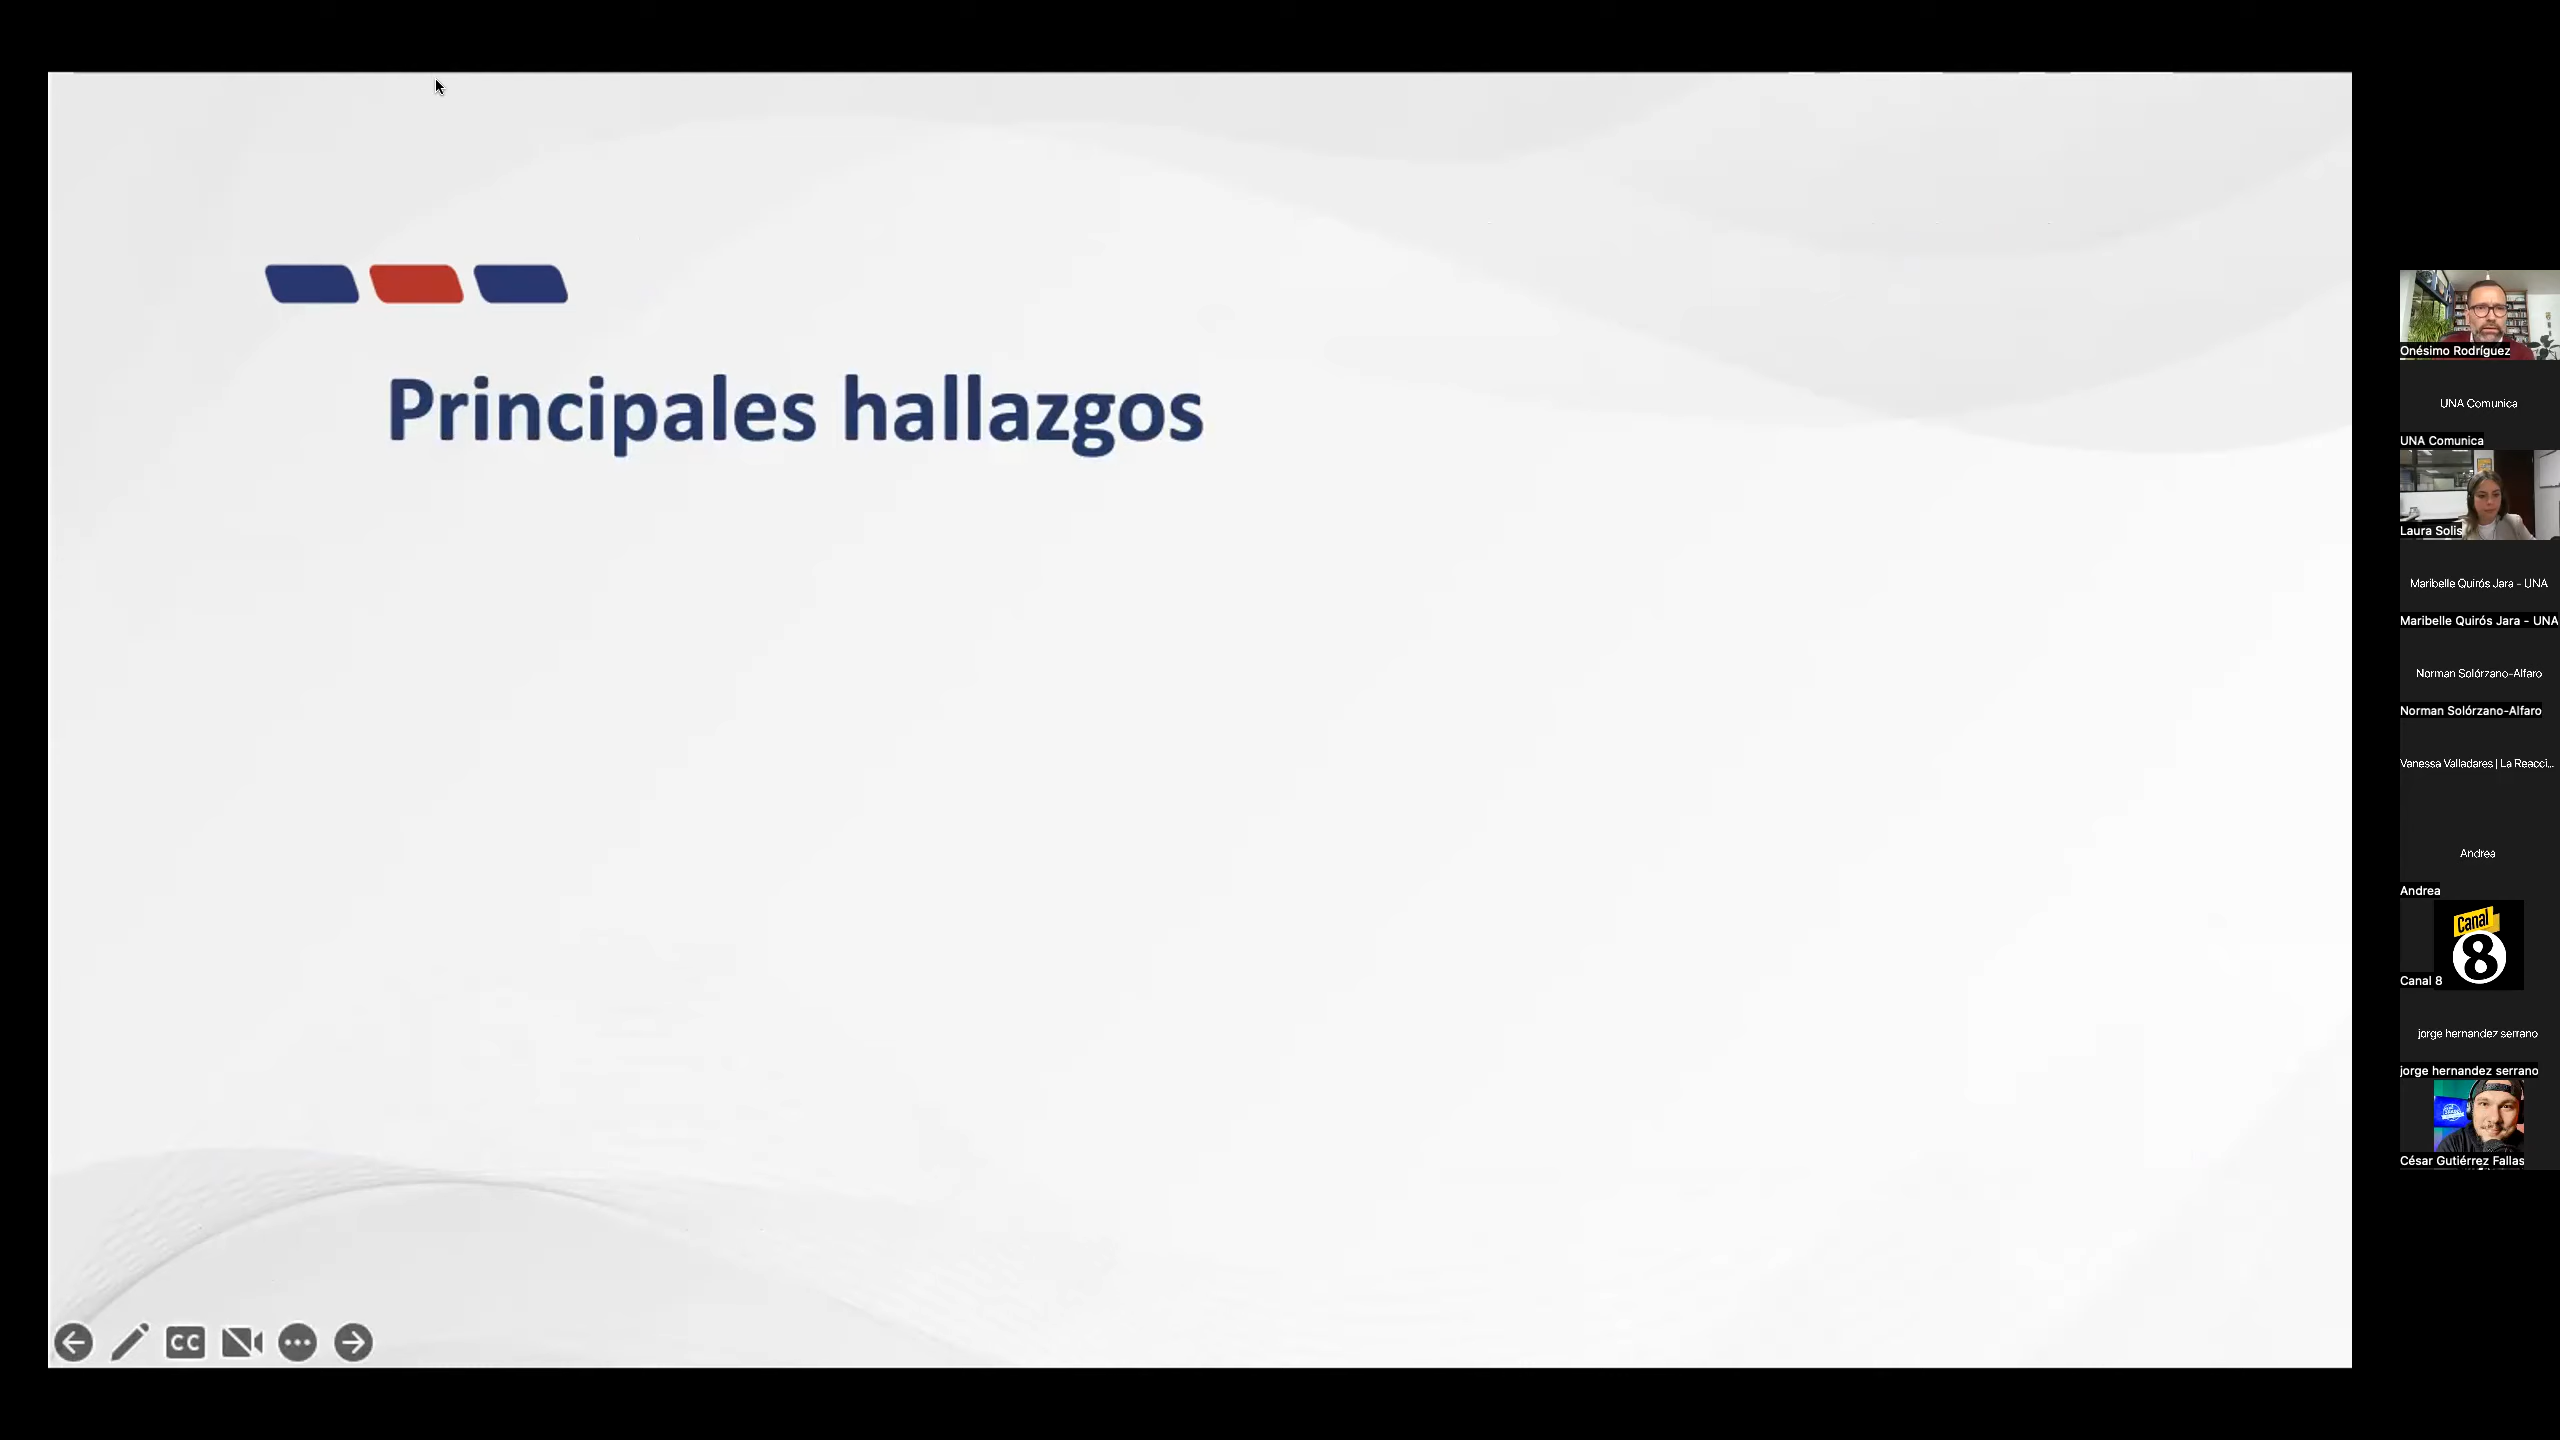 Principales hallazgos
CC
Onésimo Rodríguez
UNA Comunica
UNA Comunica
Laura Solis
Maribelle Quirós Jara - UNA
Maribelle Quirós Jara - UNA
Norman Solórzano-Alfaro
Norman Solórzano-Alfaro
Vanessa Valladares | La Reacci...
Andrea
Andrea
Canal
8
Canal 8
jorge hernandez serrano
jorge hernandez serrano
César Gutiérrez Fallas